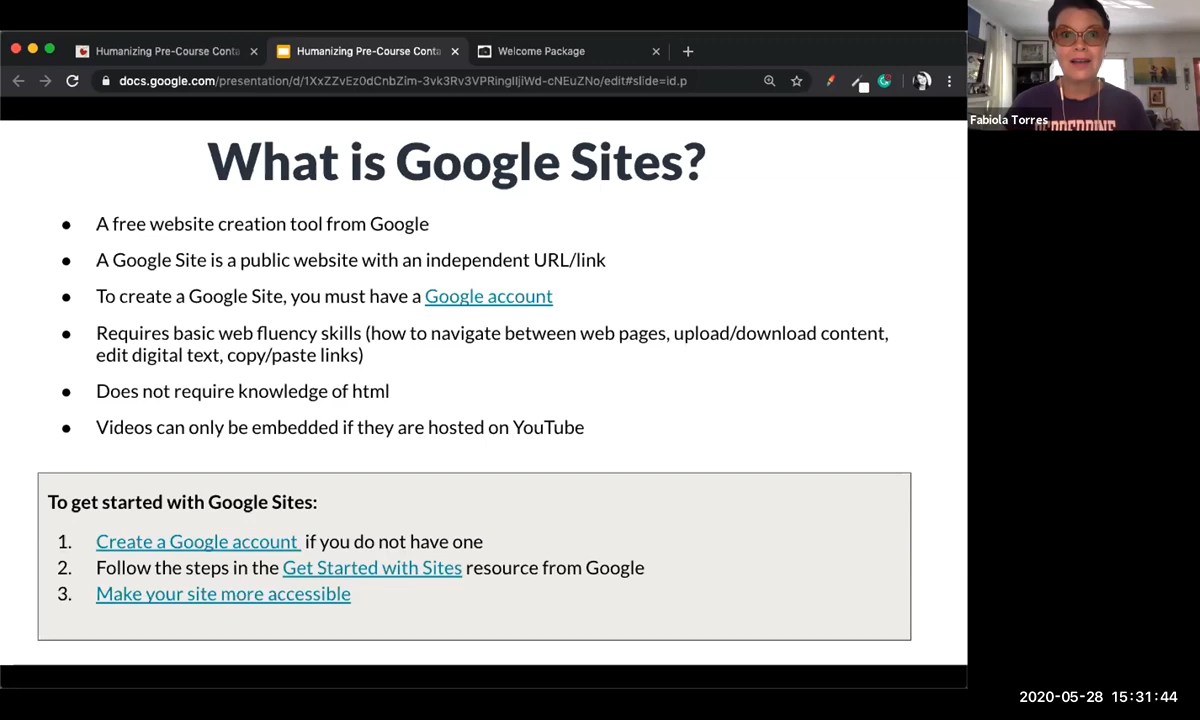 Humanizing Pre-Course Conta
Humanizing Pre-Course Conta
Welcome Package
docs.google.com/presentation/d/1XxZZvEz0dCnbZim-3vk3Rv3VPRinglIjiWd-cNEuZNo/edit#slide=id.p
Fabiola Torres
What is Google Sites?
● A free website creation tool from Google
● A Google Site is a public website with an independent URL/link
● To create a Google Site, you must have a Google account
● Requires basic web fluency skills (how to navigate between web pages, upload/download content,
edit digital text, copy/paste links)
● Does not require knowledge of html
● Videos can only be embedded if they are hosted on YouTube
To get started with Google Sites:
1. Create a Google account if you do not have one
2. Follow the steps in the Get Started with Sites resource from Google
3. Make your site more accessible
2020-05-28 15:31:44